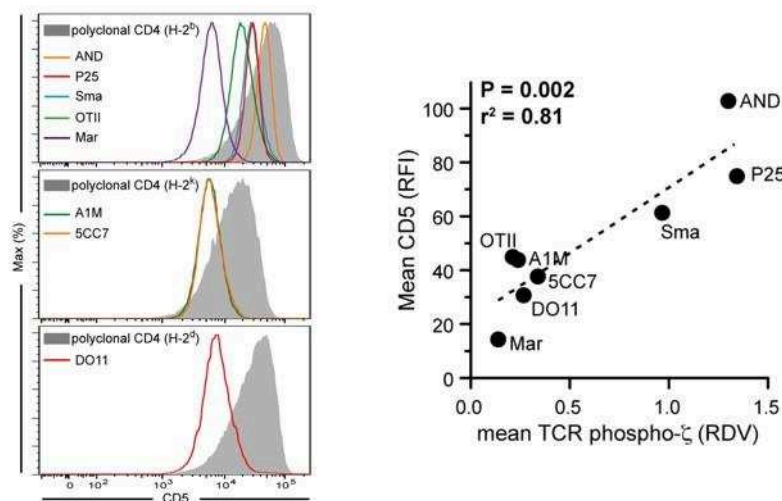 polyclonal CD4 (H-2ᵇ)
AND
P25
Sma
OTII
Mar
polyclonal CD4 (H-2ᵏ)
A1M
5CC7
polyclonal CD4 (H-2ᵈ)
DO11
Max (%)
0 10² 10³ 10⁴ 10⁵
CD5
P = 0.002
r² = 0.81
AND
P25
Sma
OTII
A1M
5CC7
DO11
Mar
100
80
60
40
20
0
Mean CD5 (RFI)
0.0 0.5 1.0 1.5
mean TCR phospho-ζ (RDV)